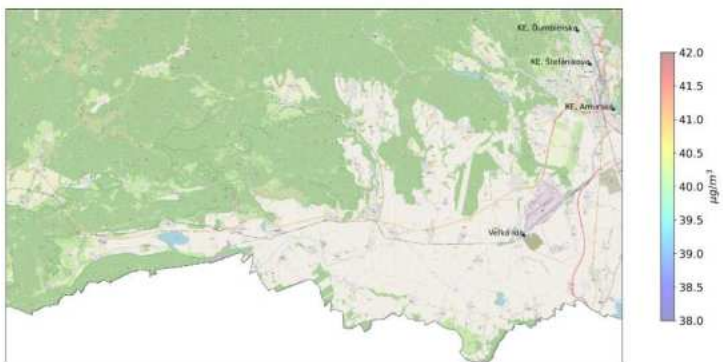 KE, Ďumbierska
KE, Štefánikova
KE, Amurská
Veľká Ida
42.0
41.5
41.0
40.5
40.0
39.5
39.0
38.5
38.0
μg/m³